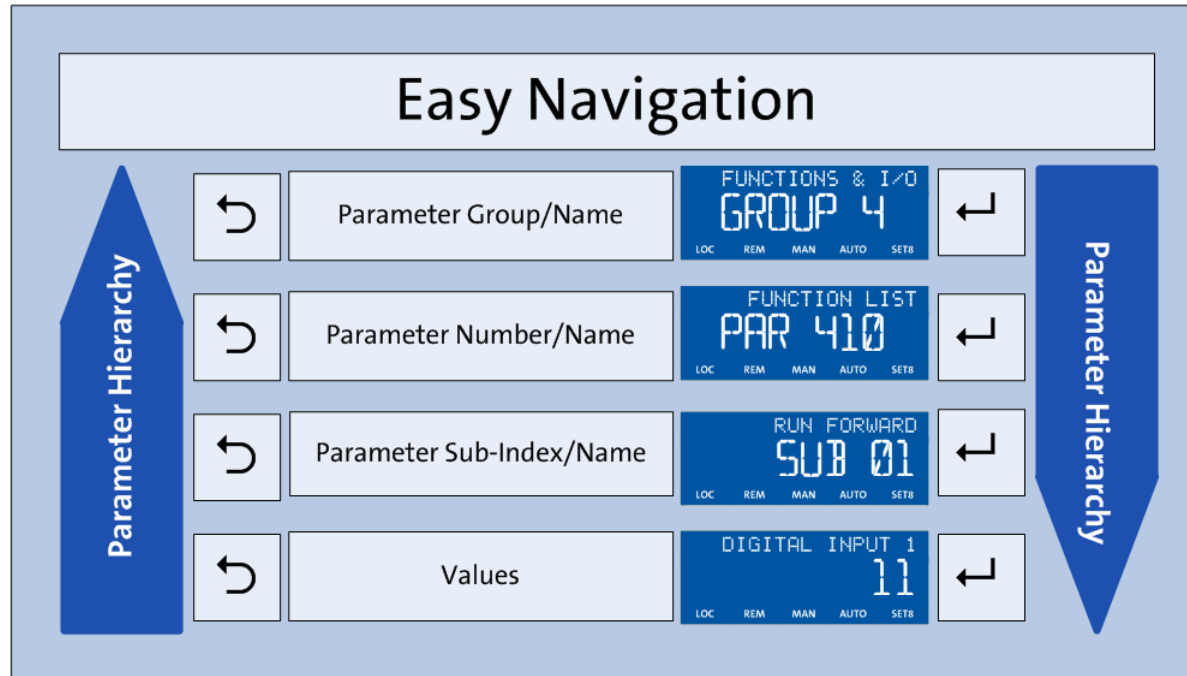 Easy Navigation
Parameter Hierarchy
Parameter Group/Name
FUNCTIONS & I/O
GROUP 4
LOC REM MAN AUTO SET8
Parameter Number/Name
FUNCTION LIST
PAR 410
LOC REM MAN AUTO SET8
Parameter Sub-Index/Name
RUN FORWARD
SUB 01
LOC REM MAN AUTO SET8
Values
DIGITAL INPUT 1
11
LOC REM MAN AUTO SET8
Parameter Hierarchy